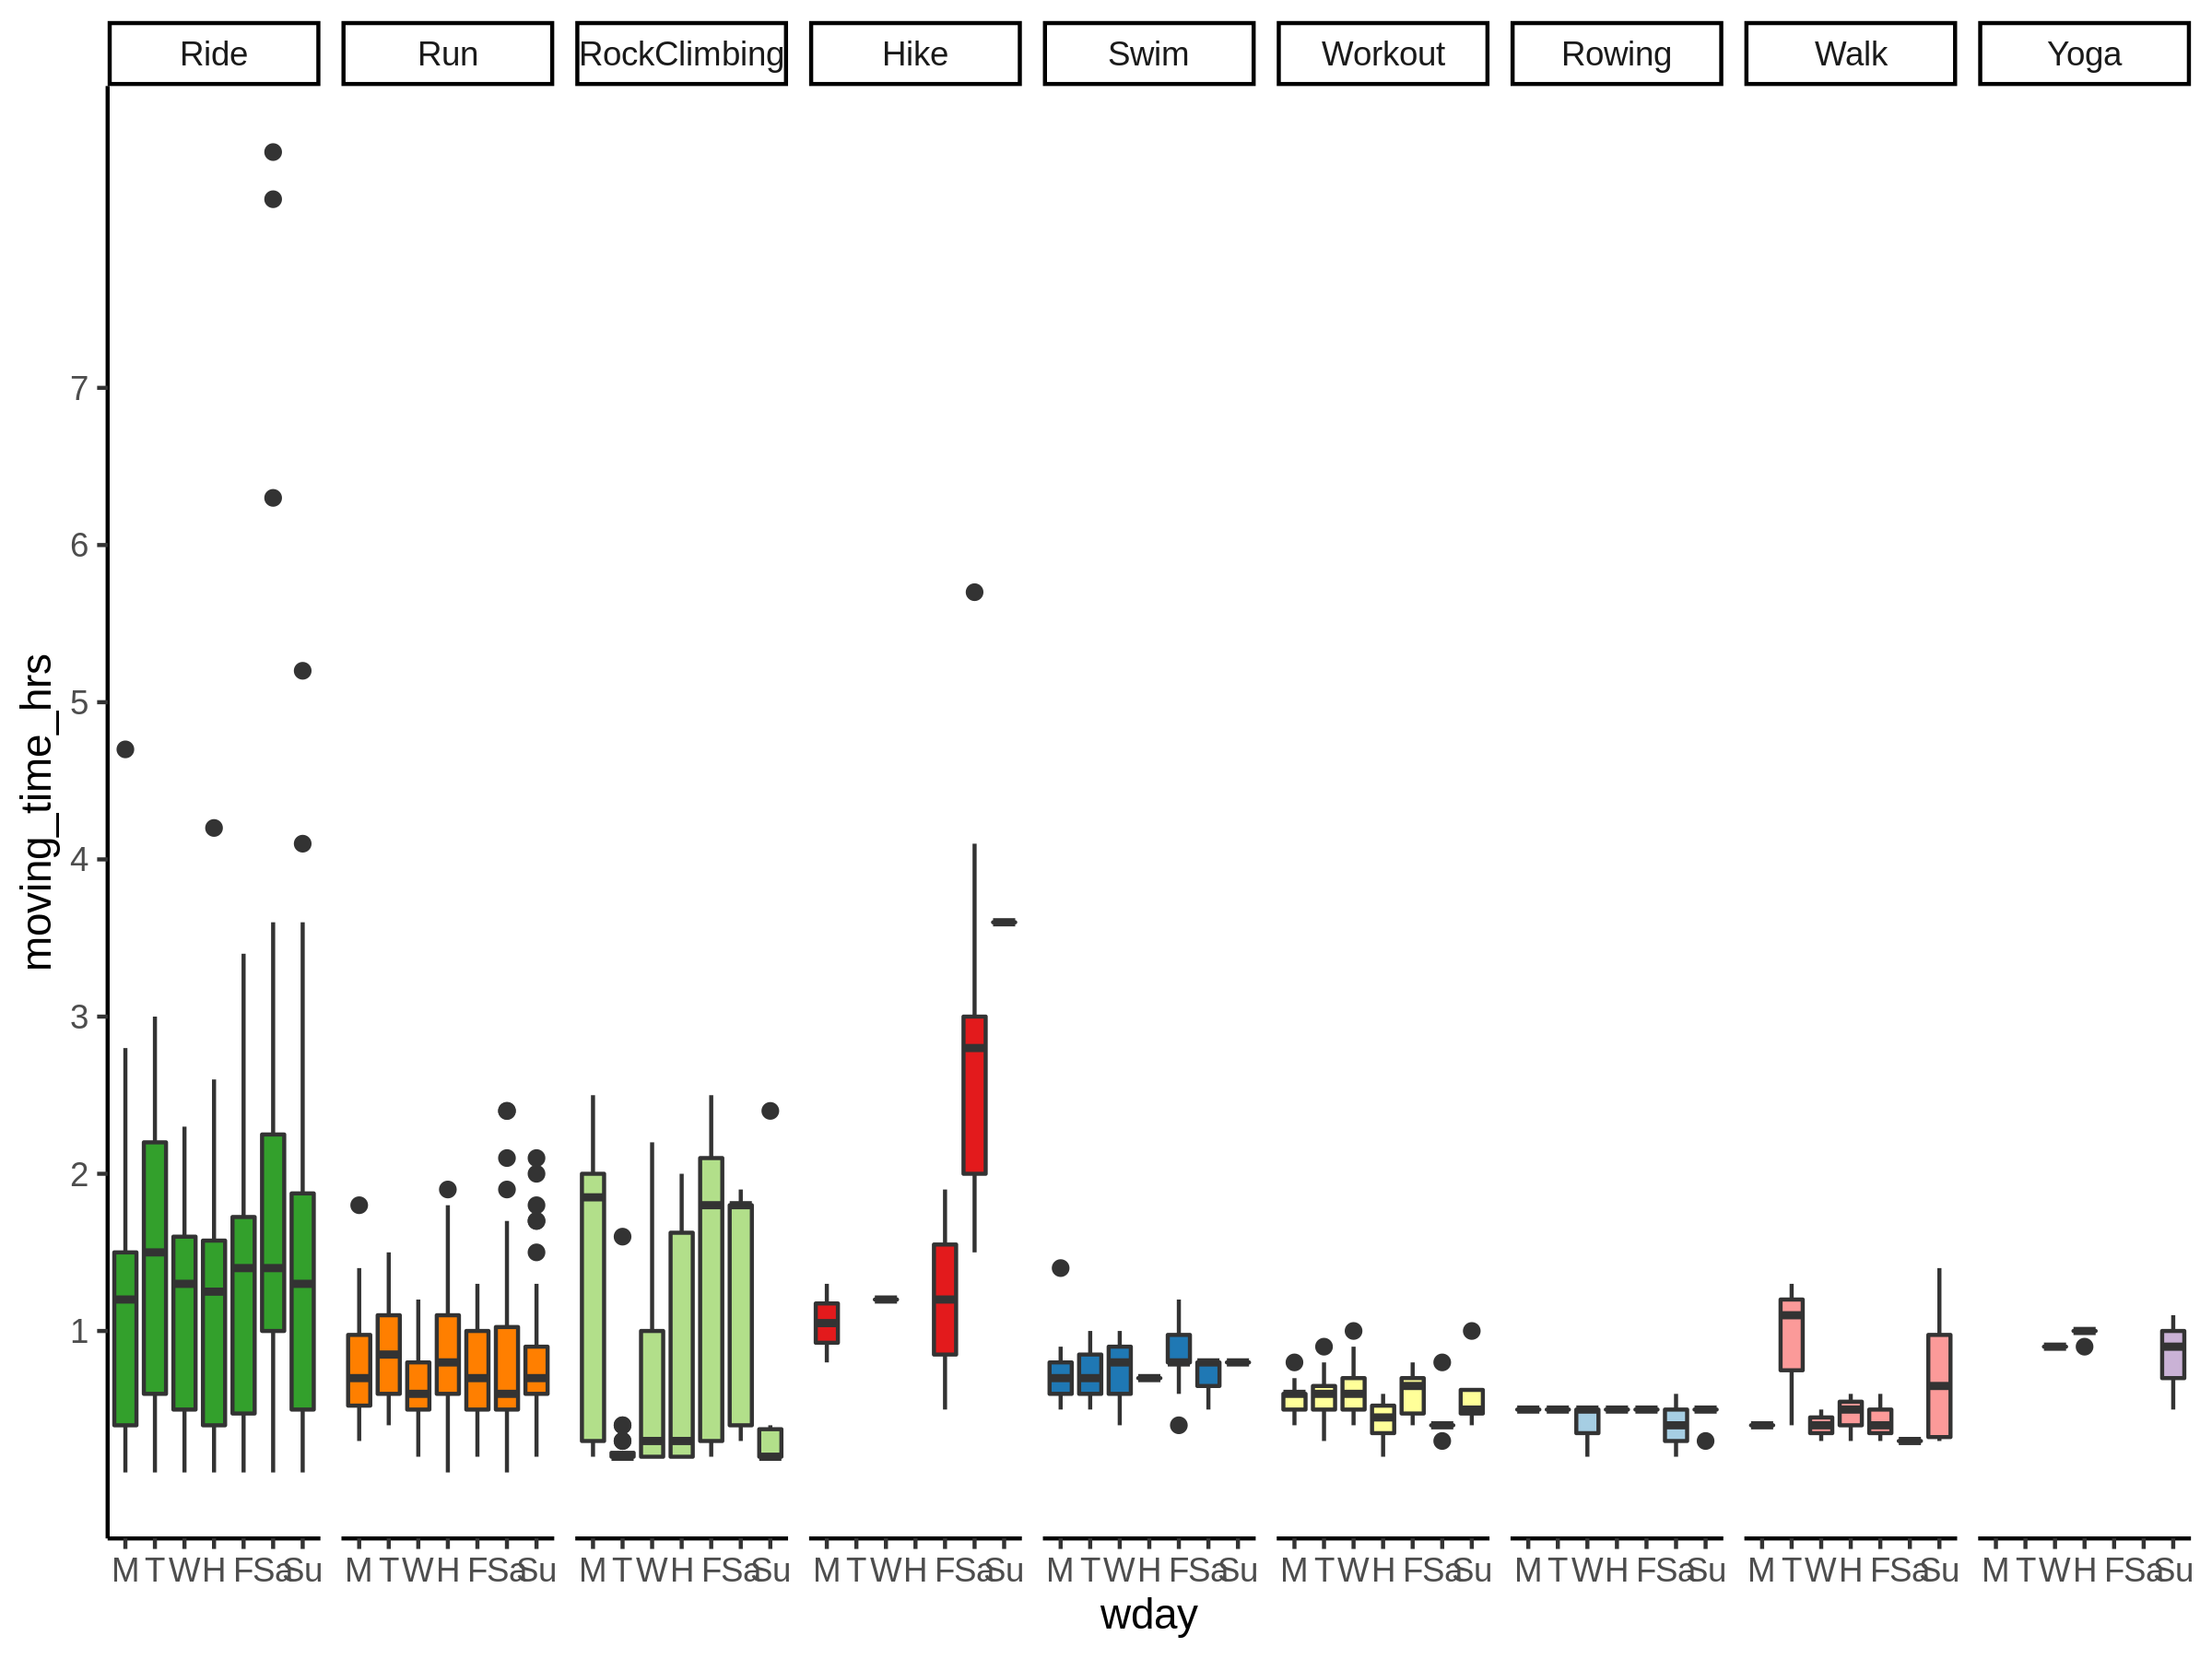 Ride Run RockClimbing Hike Swim Workout Rowing Walk Yoga
7
6
5
4
3
2
1
moving_time_hrs
M T W H F Sa Su M T W H F Sa Su M T W H F Sa Su M T W H F Sa Su M T W H F Sa Su M T W H F Sa Su M T W H F Sa Su M T W H F Sa Su M T W H F Sa Su
wday